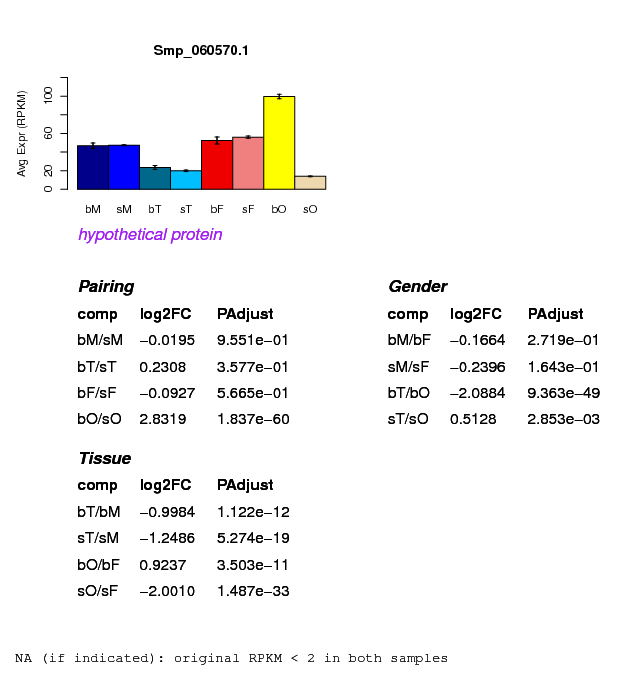 Smp_060570.1
Avg Expr (RPKM)
0 20 60 100
bM sM bT sT bF sF bO sO
hypothetical protein
Pairing
comp log2FC PAdjust
bM/sM −0.0195 9.551e−01
bT/sT 0.2308 3.577e−01
bF/sF −0.0927 5.665e−01
bO/sO 2.8319 1.837e−60
Gender
comp log2FC PAdjust
bM/bF −0.1664 2.719e−01
sM/sF −0.2396 1.643e−01
bT/bO −2.0884 9.363e−49
sT/sO 0.5128 2.853e−03
Tissue
comp log2FC PAdjust
bT/bM −0.9984 1.122e−12
sT/sM −1.2486 5.274e−19
bO/bF 0.9237 3.503e−11
sO/sF −2.0010 1.487e−33
NA (if indicated): original RPKM < 2 in both samples